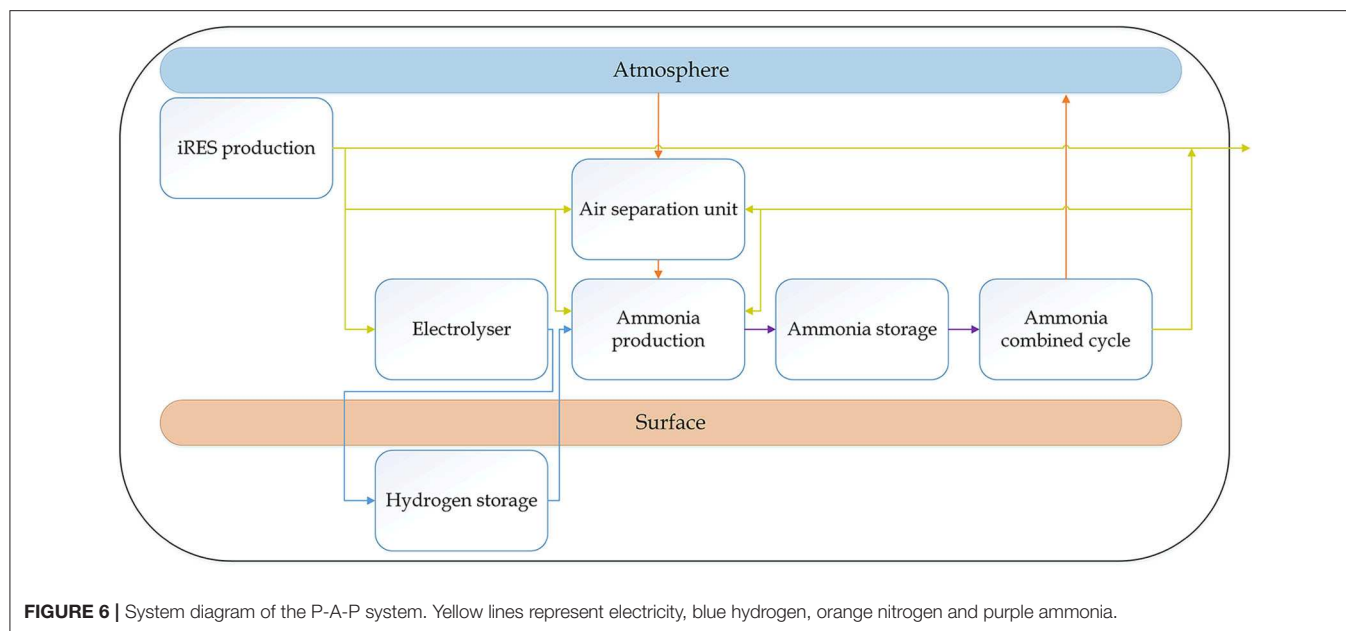 Atmosphere
iRES production
Air separation unit
Electrolyser
Ammonia
production
Ammonia storage
Ammonia
combined cycle
Surface
Hydrogen storage
FIGURE 6 | System diagram of the P-A-P system. Yellow lines represent electricity, blue hydrogen, orange nitrogen and purple ammonia.